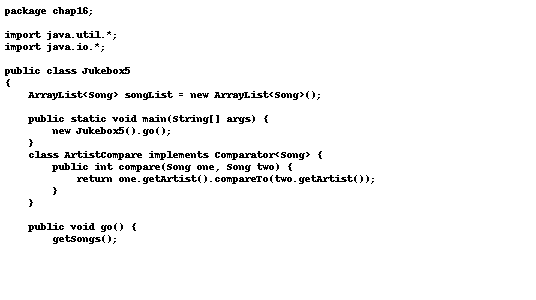 package chap16;

import java.util.*;
import java.io.*;

public class Jukebox5
{
    ArrayList<Song> songList = new ArrayList<Song>();

    public static void main(String[] args) {
        new Jukebox5().go();
    }
    class ArtistCompare implements Comparator<Song> {
        public int compare(Song one, Song two) {
            return one.getArtist().compareTo(two.getArtist());
        }
    }

    public void go() {
        getSongs();